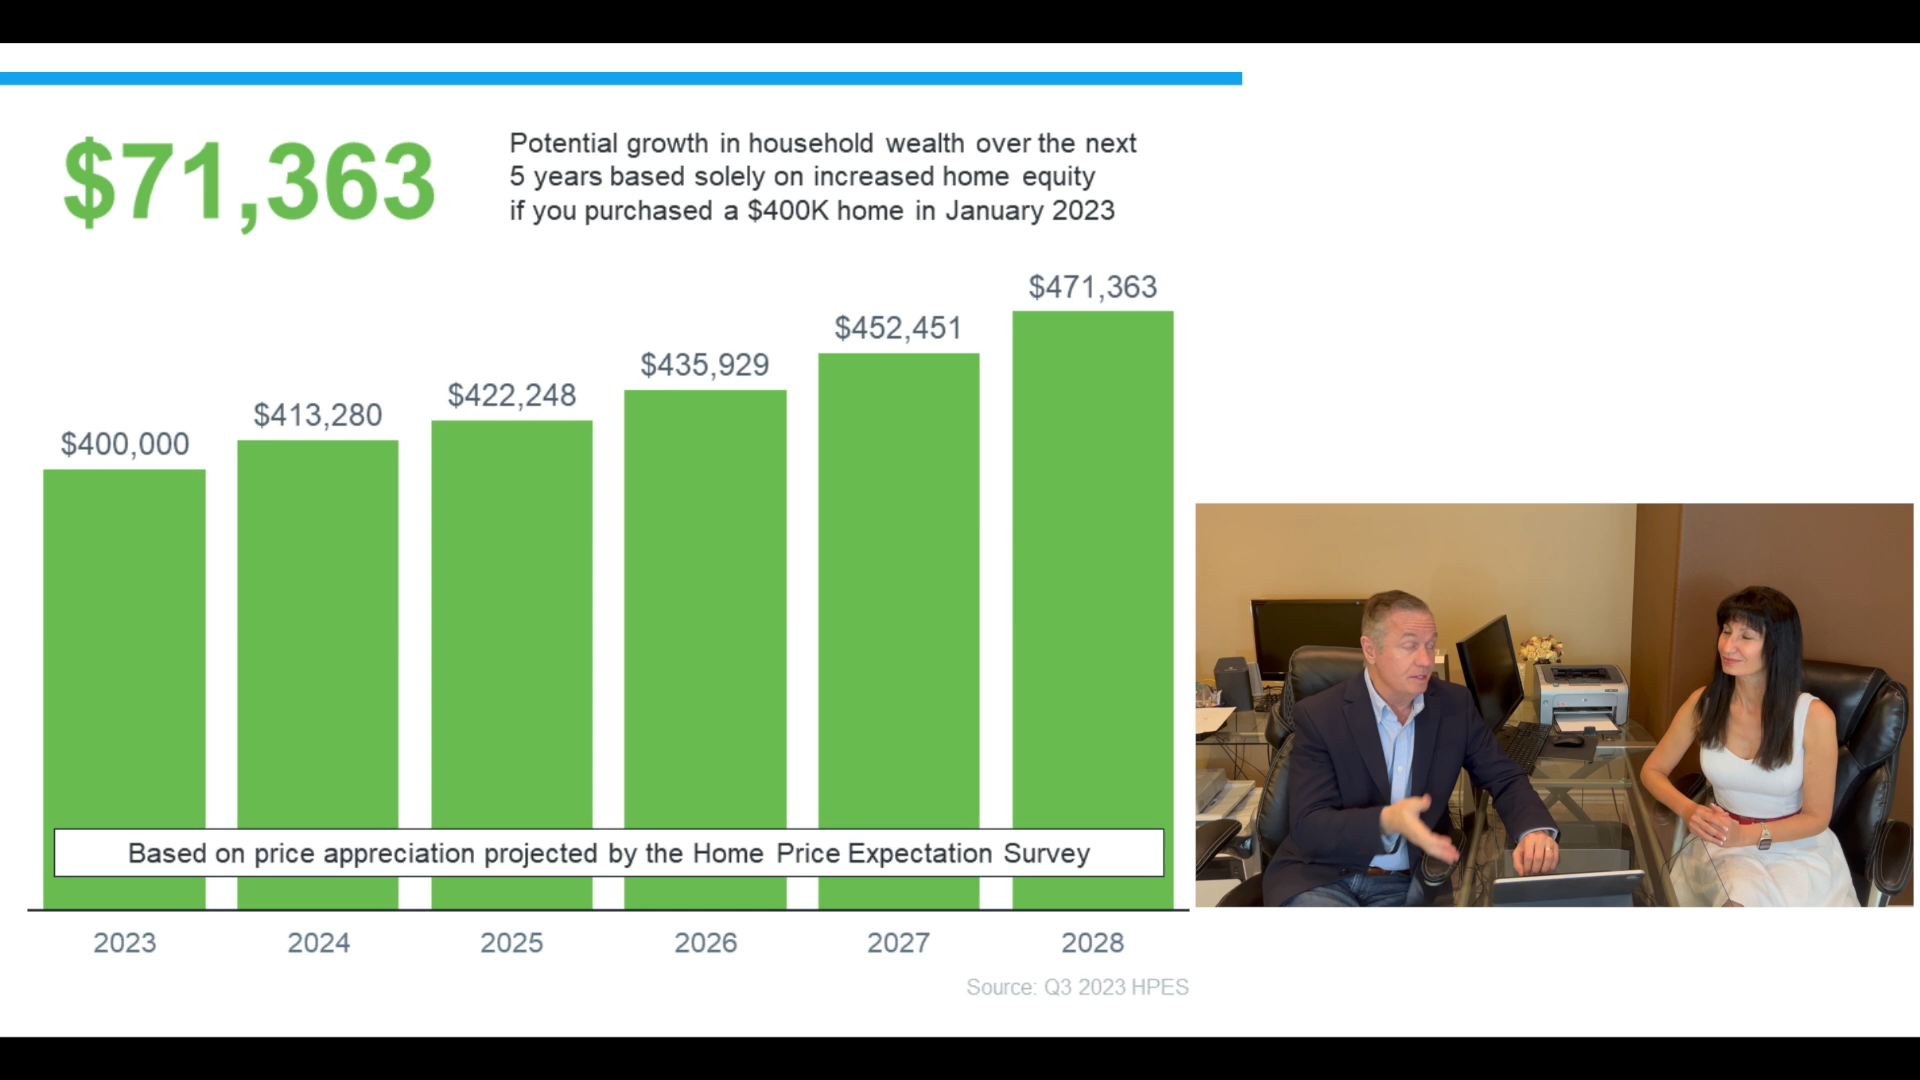 $71,363
Potential growth in household wealth over the next
5 years based solely on increased home equity
if you purchased a $400K home in January 2023
$400,000
$413,280
$422,248
$435,929
$452,451
$471,363
Based on price appreciation projected by the Home Price Expectation Survey
2023
2024
2025
2026
2027
2028
Source: Q3 2023 HPES